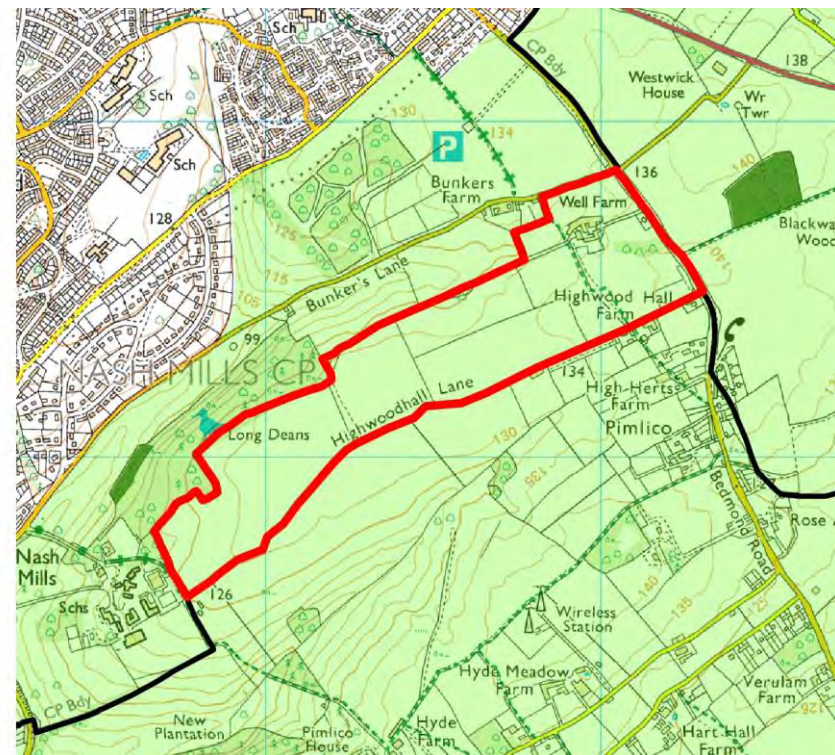 Sch
Sch
Sch
128
130
134
P
CP Bdy
Westwick
House
138
Wr
Twr
140
136
Bunkers
Farm
Well Farm
125
115
105
Bunker's Lane
99
NASH MILLS CP
Long Deans
Highwoodhall Lane
Highwood Hall
Farm
134
140
High-Herts
Farm
Pimlico
130
135
Bedmond Road
Rose
Nash
Mills
Schs
126
CP Bdy
New
Plantation
Pimlico
House
Hyde
Farm
Wireless
Station
Hyde Meadow
Farm
140
135
125
Verulam
Farm
126
Hart Hall
Farm